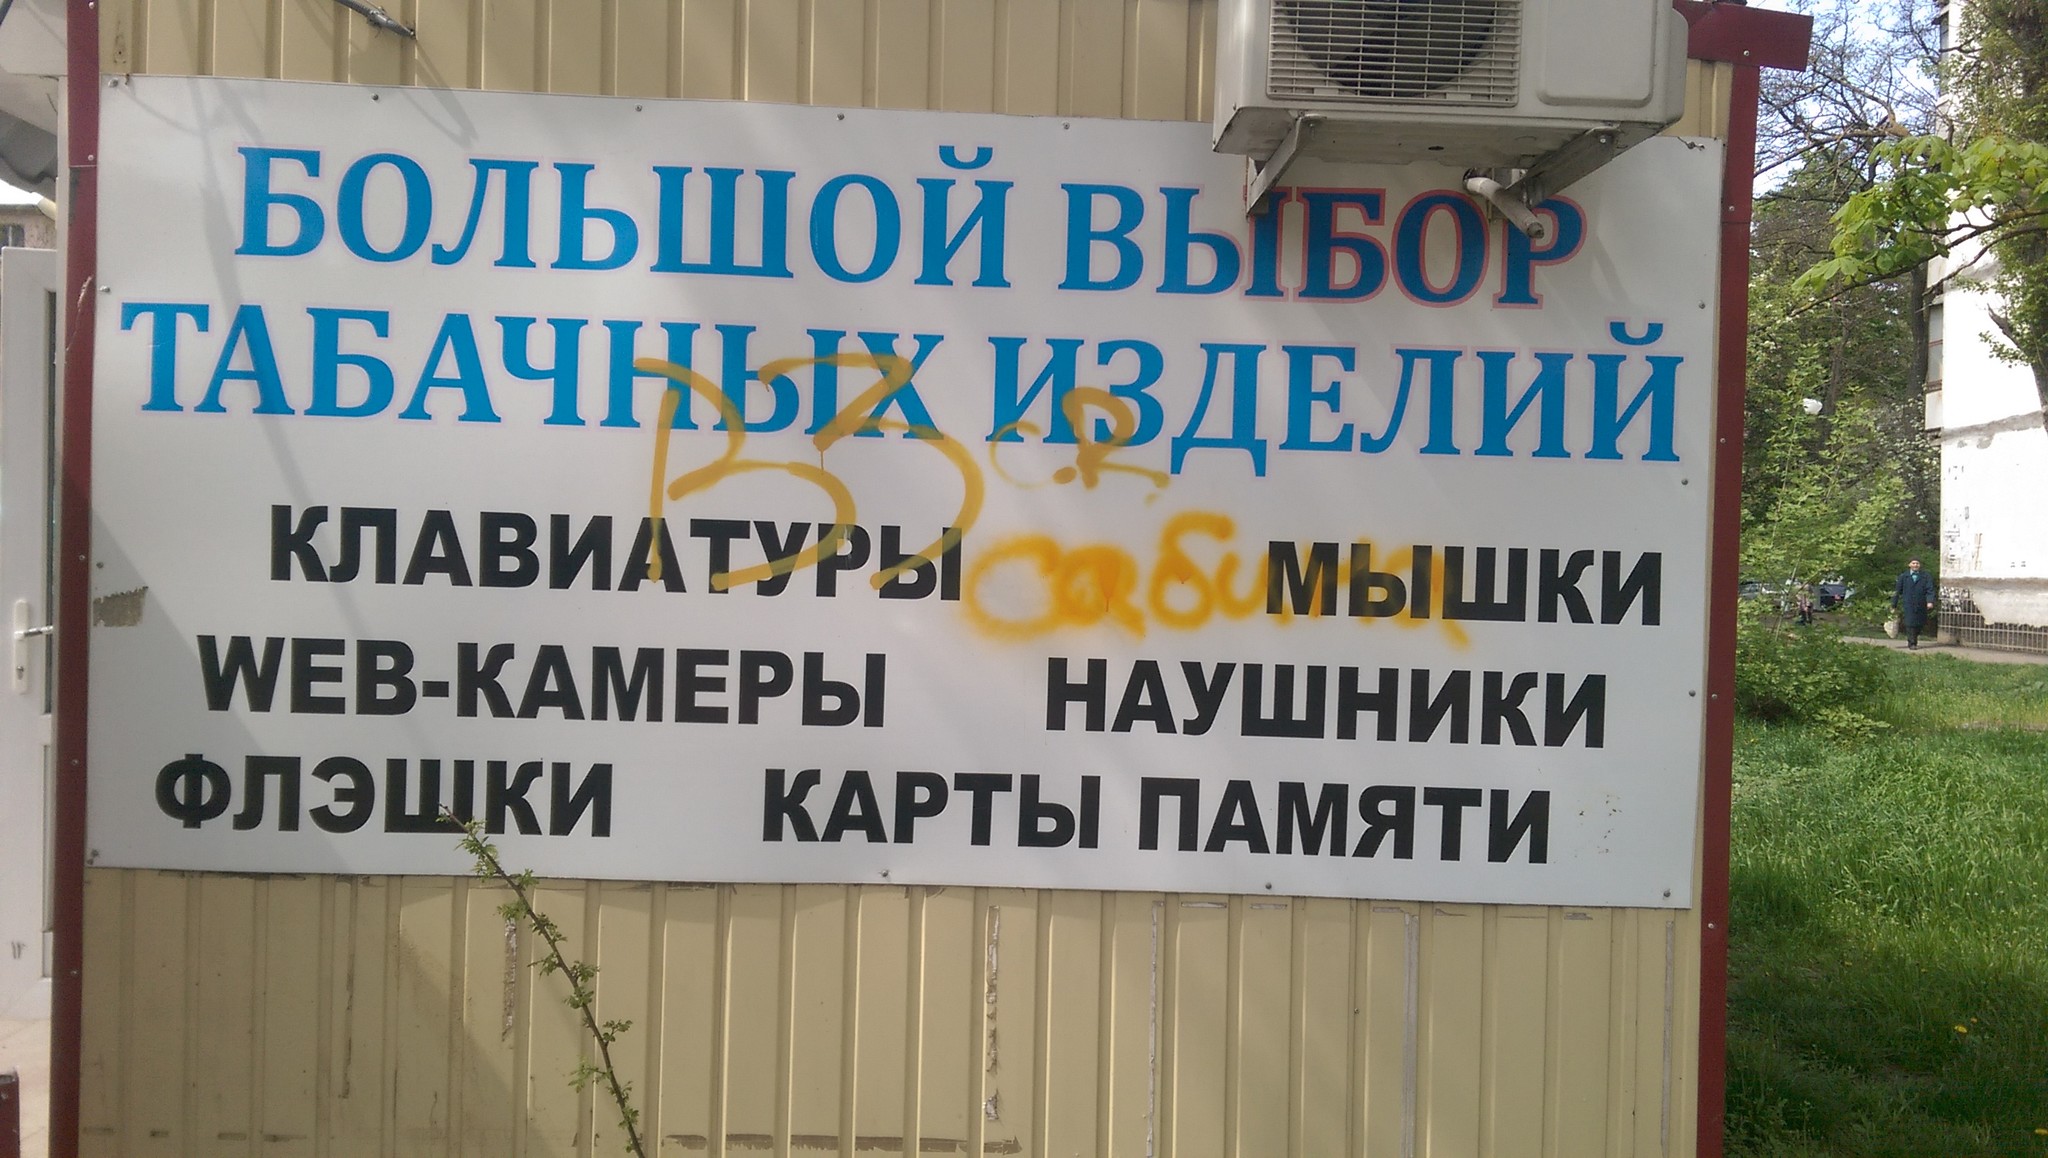 БОЛЬШОЙ ВЫБОР
ТАБАЧНЫХ ИЗДЕЛИЙ
КЛАВИАТУРЫ МЫШКИ
WEB-КАМЕРЫ НАУШНИКИ
ФЛЭШКИ КАРТЫ ПАМЯТИ